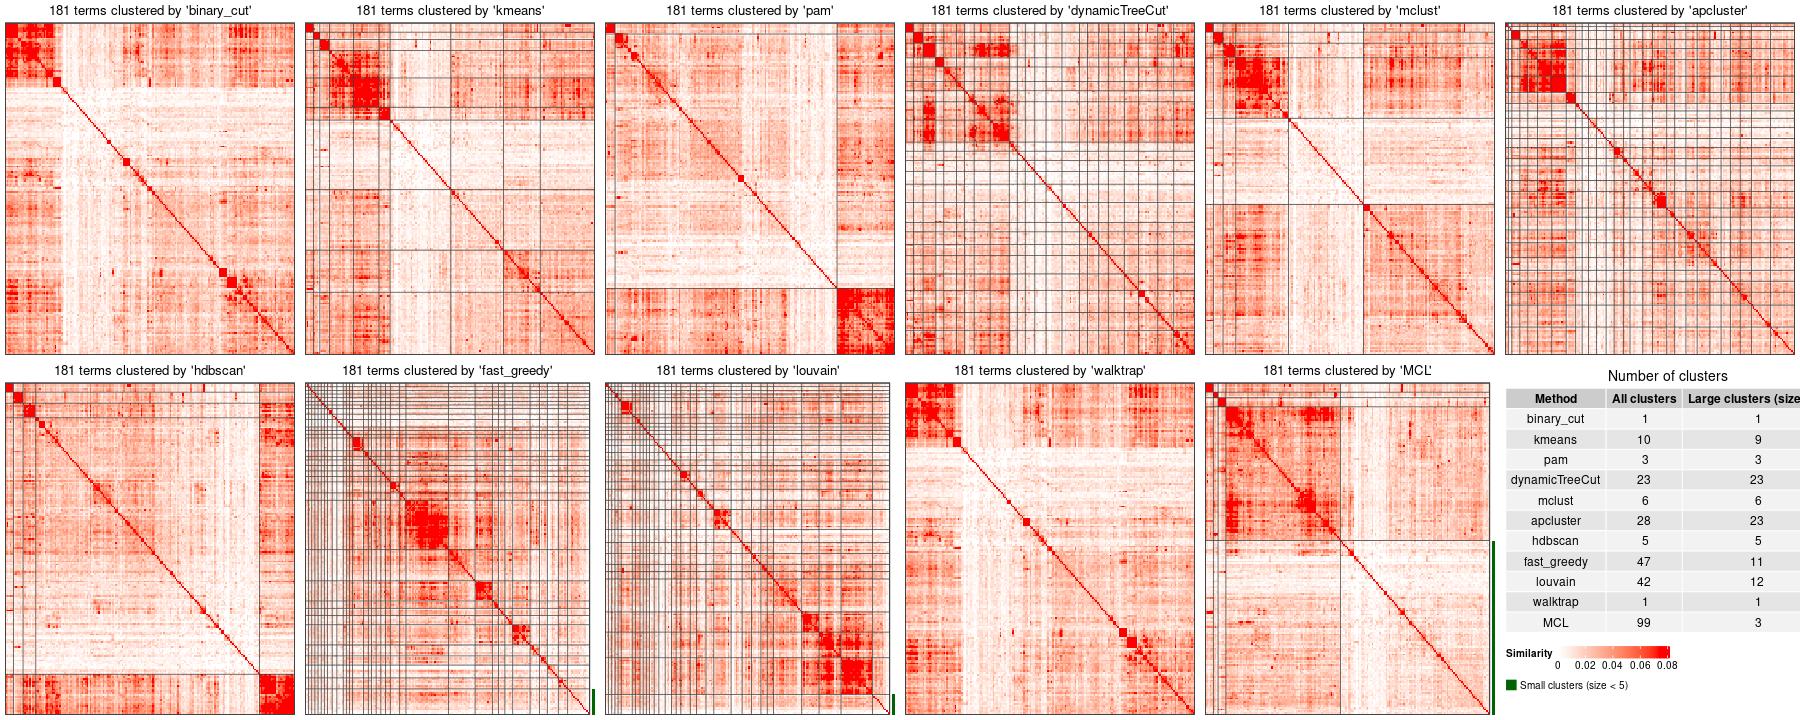 181 terms clustered by 'binary_cut'
181 terms clustered by 'kmeans'
181 terms clustered by 'pam'
181 terms clustered by 'dynamicTreeCut'
181 terms clustered by 'mclust'
181 terms clustered by 'apcluster'
181 terms clustered by 'hdbscan'
181 terms clustered by 'fast_greedy'
181 terms clustered by 'louvain'
181 terms clustered by 'walktrap'
181 terms clustered by 'MCL'
Number of clusters
Method All clusters Large clusters (size
binary_cut 1 1
kmeans 10 9
pam 3 3
dynamicTreeCut 23 23
mclust 6 6
apcluster 28 23
hdbscan 5 5
fast_greedy 47 11
louvain 42 12
walktrap 1 1
MCL 99 3
Similarity
0 0.02 0.04 0.06 0.08
Small clusters (size < 5)